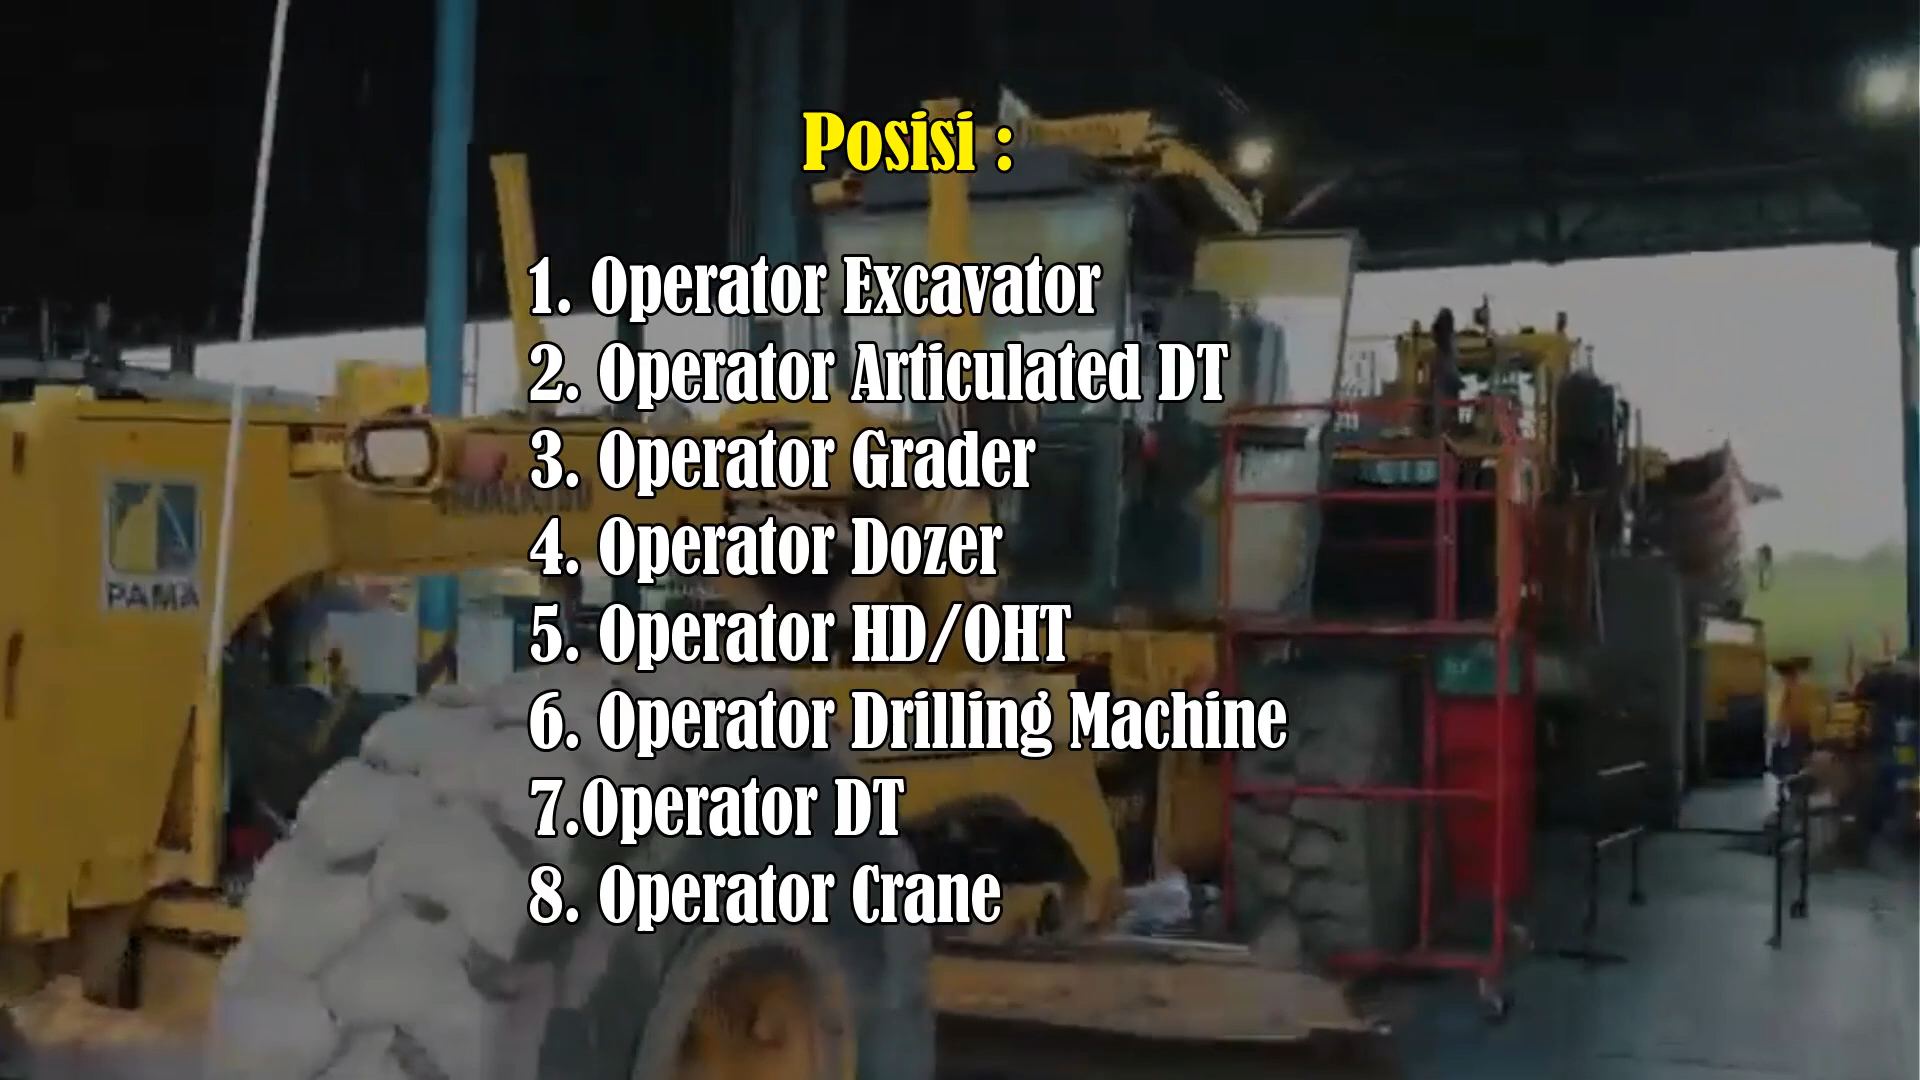 Posisi :
1. Operator Excavator
2. Operator Articulated DT
3. Operator Grader
4. Operator Dozer
5. Operator HD/OHT
6. Operator Drilling Machine
7.Operator DT
8. Operator Crane
PAMA